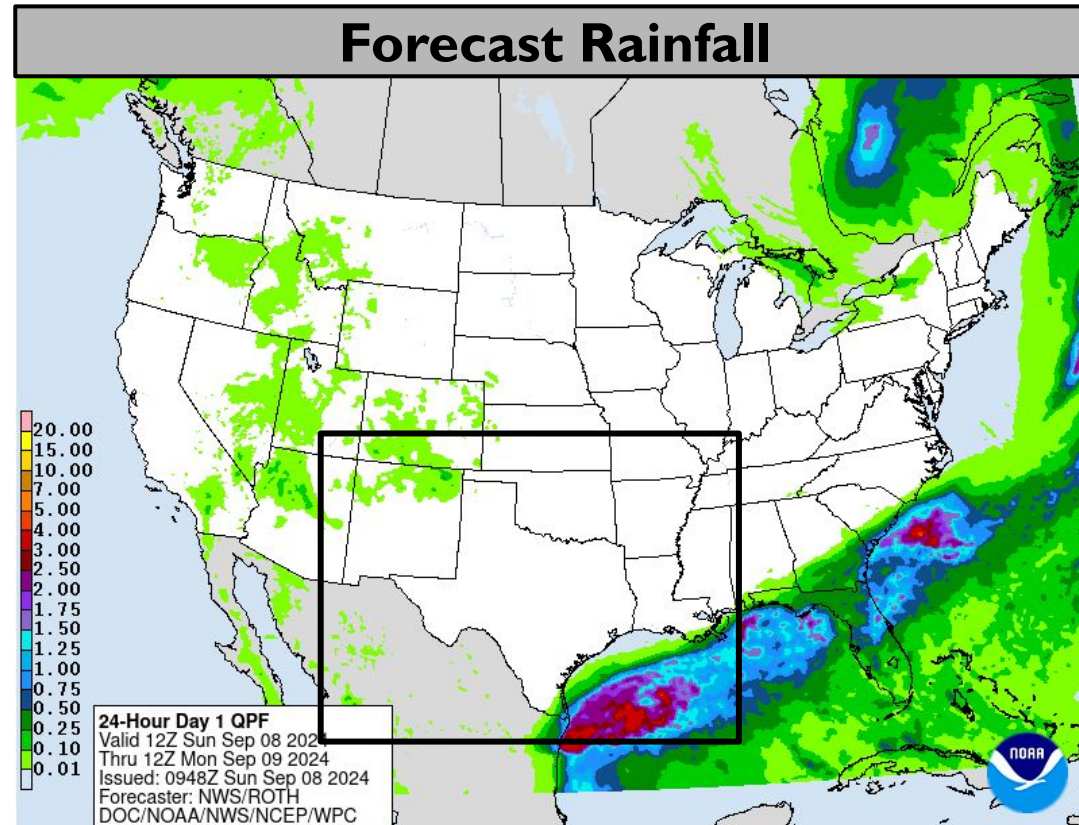 Forecast Rainfall
20.00
15.00
10.00
7.00
5.00
4.00
3.00
2.50
2.00
1.75
1.50
1.25
1.00
0.75
0.50
0.25
0.10
0.01
24-Hour Day 1 QPF
Valid 12Z Sun Sep 08 2024
Thru 12Z Mon Sep 09 2024
Issued: 0948Z Sun Sep 08 2024
Forecaster: NWS/ROTH
DOC/NOAA/NWS/NCEP/WPC
NOAA